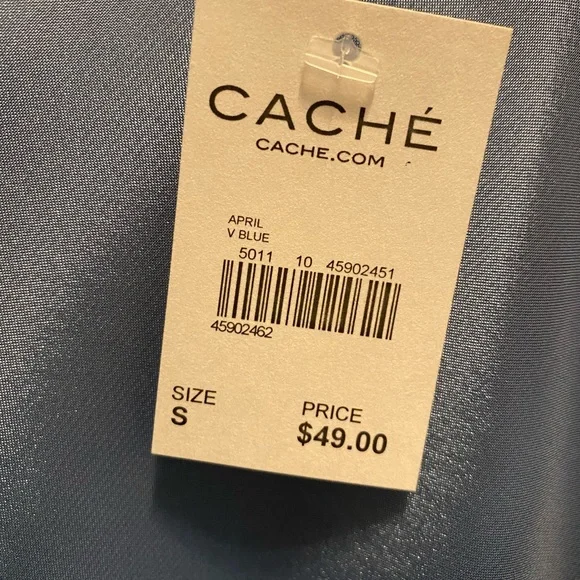 CACHÉ
CACHE.COM
APRIL
V BLUE
5011 10 45902451
45902462
SIZE
S
PRICE
$49.00